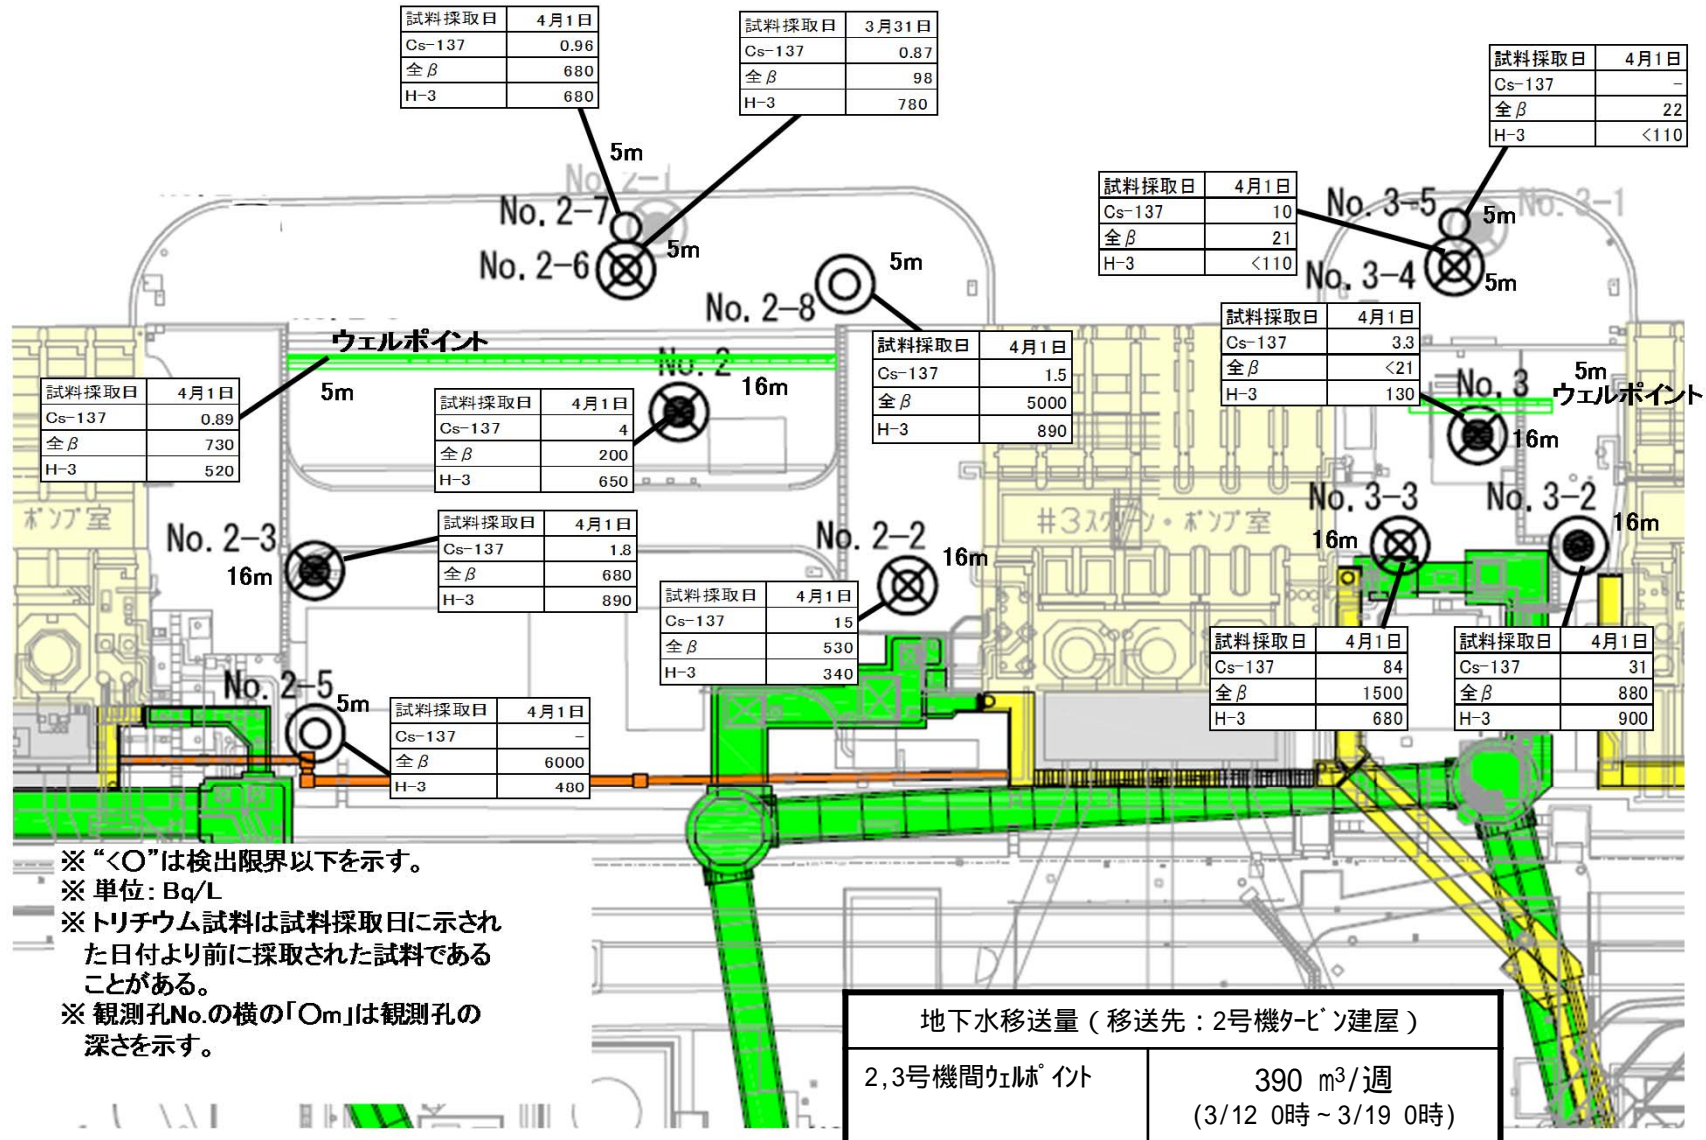 試料採取日 4月1日
Cs-137 0.96
全β 680
H-3 680
試料採取日 3月31日
Cs-137 0.87
全β 98
H-3 780
試料採取日 4月1日
Cs-137 -
全β 22
H-3 <110
5m
No. 2-1
No. 2-7
5m
No. 2-6
5m
No. 2-8
試料採取日 4月1日
Cs-137 10
全β 21
H-3 <110
No. 3-5
5m
No. 3-1
No. 3-4
5m
ウェルポイント
5m
試料採取日 4月1日
Cs-137 0.89
全β 730
H-3 520
No. 2
16m
試料採取日 4月1日
Cs-137 4
全β 200
H-3 650
試料採取日 4月1日
Cs-137 1.5
全β 5000
H-3 890
試料採取日 4月1日
Cs-137 3.3
全β <21
H-3 130
5m
ウェルポイント
No. 3
16m
ポンプ室
No. 2-3
16m
試料採取日 4月1日
Cs-137 1.8
全β 680
H-3 890
No. 2-2
16m
試料採取日 4月1日
Cs-137 15
全β 530
H-3 340
#3スクリーン・ポンプ室
No. 3-3
16m
No. 3-2
16m
試料採取日 4月1日
Cs-137 84
全β 1500
H-3 680
試料採取日 4月1日
Cs-137 31
全β 880
H-3 900
No. 2-5
5m
試料採取日 4月1日
Cs-137 -
全β 6000
H-3 480
※ “<○”は検出限界以下を示す。
※ 単位: Bq/L
※ トリチウム試料は試料採取日に示され
た日付より前に採取された試料である
ことがある。
※ 観測孔No.の横の「○m」は観測孔の
深さを示す。
地下水移送量（移送先：2号機タービン建屋）
2,3号機間ウェルポイント 390 m³/週
(3/12 0時～3/19 0時)